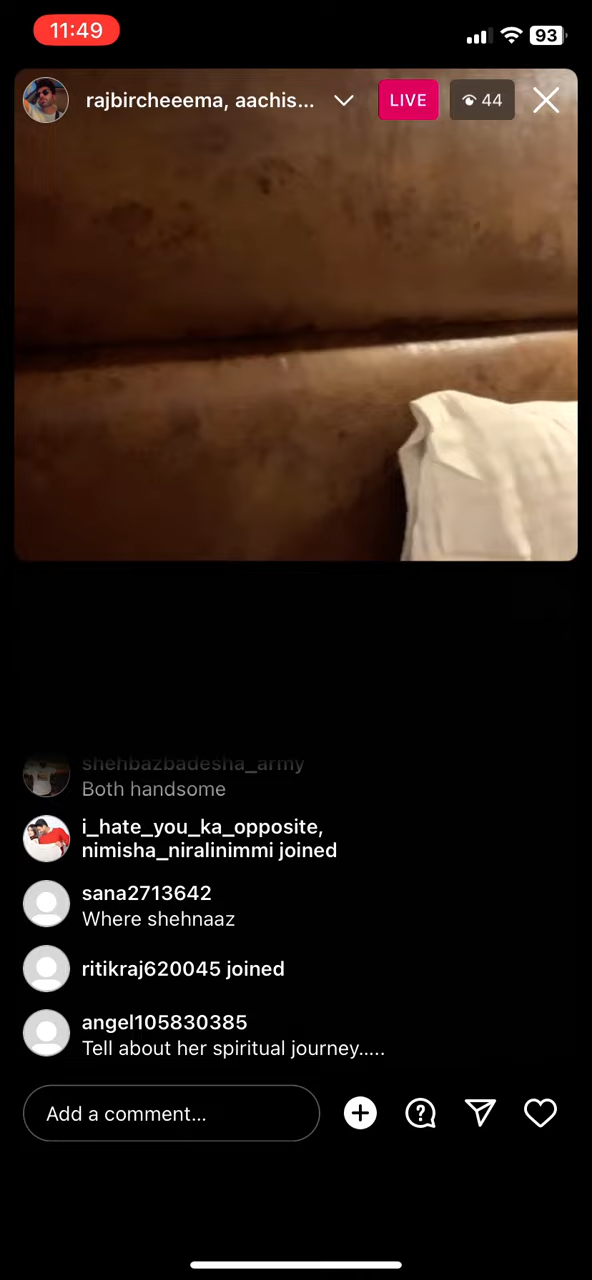 11:49
93
rajbircheeema, aachis...
LIVE
44
shehbazbadesha_army
Both handsome
i_hate_you_ka_opposite,
nimisha_niralinimmi joined
sana2713642
Where shehnaaz
ritikraj620045 joined
angel105830385
Tell about her spiritual journey.....
Add a comment...